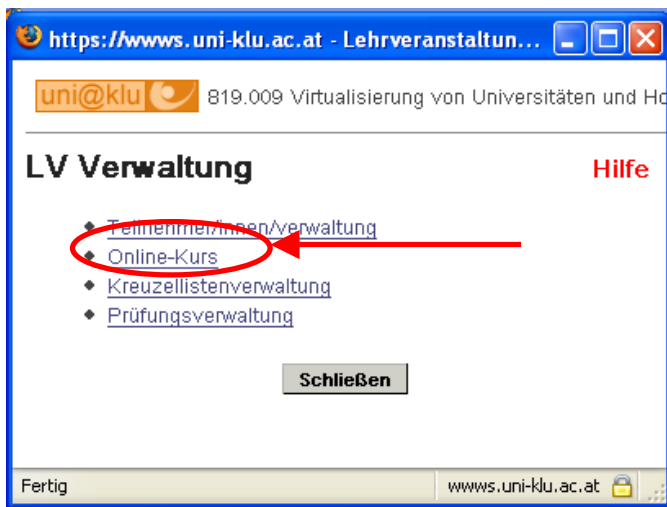 https://wwws.uni-klu.ac.at - Lehrveranstaltun...
uni@klu 819.009 Virtualisierung von Universitäten und Ho
LV Verwaltung Hilfe
Teilnehmer/innen/verwaltung
Online-Kurs
Kreuzellistenverwaltung
Prüfungsverwaltung
Schließen
Fertig wwws.uni-klu.ac.at